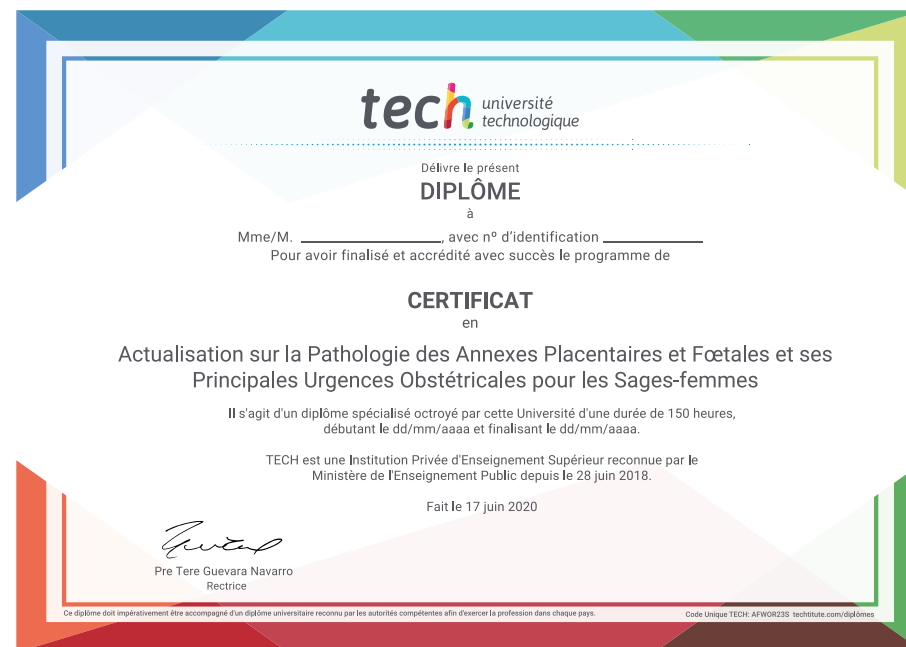 tech université
technologique
Délivre le présent
DIPLÔME
à
Mme/M. ____________________, avec nº d'identification ______________
Pour avoir finalisé et accrédité avec succès le programme de
CERTIFICAT
en
Actualisation sur la Pathologie des Annexes Placentaires et Fœtales et ses
Principales Urgences Obstétricales pour les Sages-femmes
Il s'agit d'un diplôme spécialisé octroyé par cette Université d'une durée de 150 heures,
débutant le dd/mm/aaaa et finalisant le dd/mm/aaaa.
TECH est une Institution Privée d'Enseignement Supérieur reconnue par le
Ministère de l'Enseignement Public depuis le 28 juin 2018.
Fait le 17 juin 2020
Pre Tere Guevara Navarro
Rectrice
Ce diplôme doit impérativement être accompagné d'un diplôme universitaire reconnu par les autorités compétentes afin d'exercer la profession dans chaque pays.
Code Unique TECH: AFWOR23S techtitute.com/diplômes